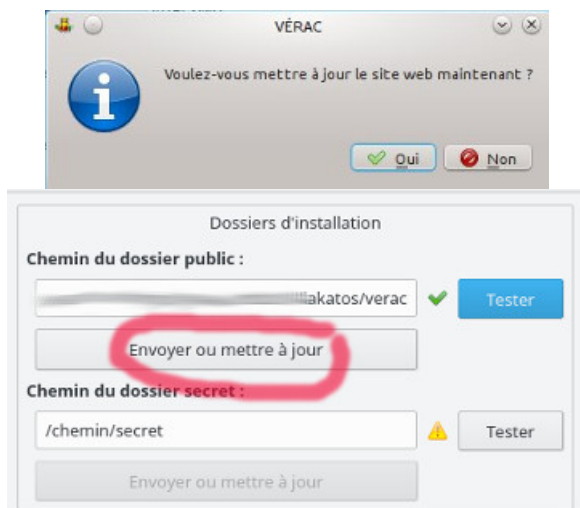 VÉRAC
Voulez-vous mettre à jour le site web maintenant ?
Oui
Non
Dossiers d'installation
Chemin du dossier public :
akatos/verac
Tester
Envoyer ou mettre à jour
Chemin du dossier secret :
/chemin/secret
Tester
Envoyer ou mettre à jour